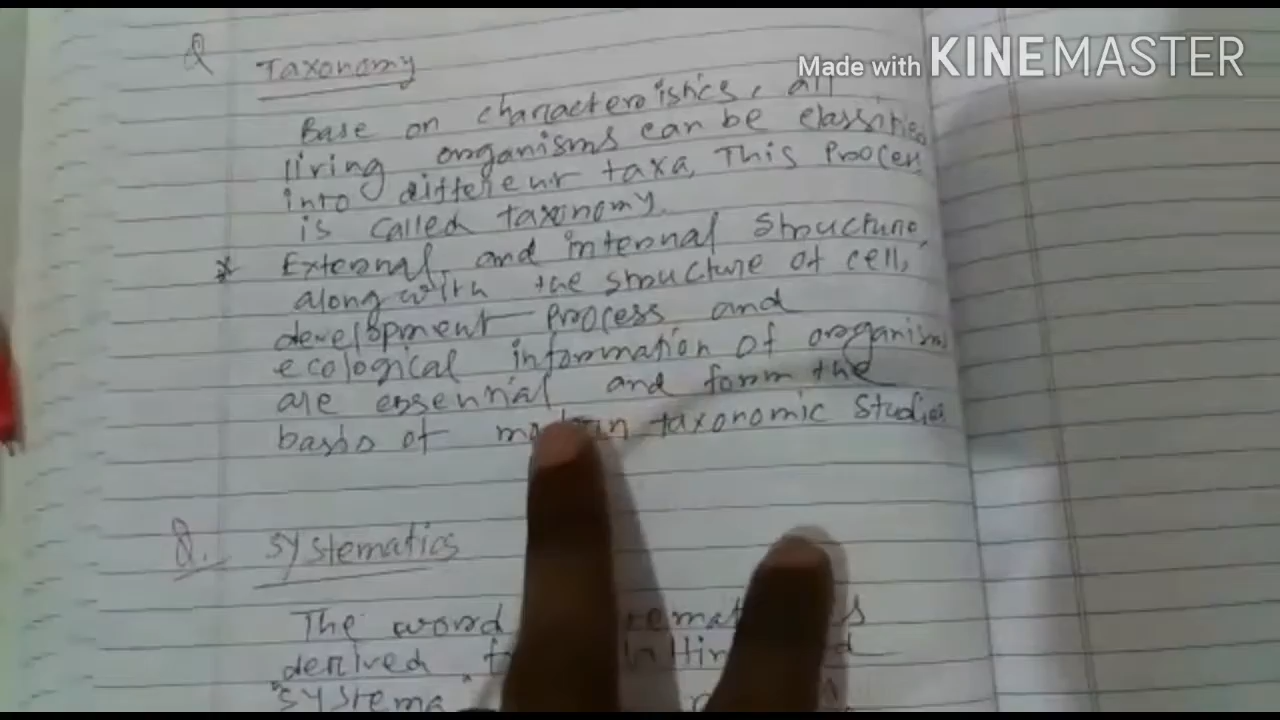 Made with KINEMASTER
Q Taxonomy
Base on characteristics, all
living organisms can be classified
into different taxa, This Process
is called taxonomy.
* External, and internal structure,
along with the structure of cell,
development process and
ecological information of organism
are essential and form the
basis of taxonomic studies
Q. Systematics
The word
derived
"systema"